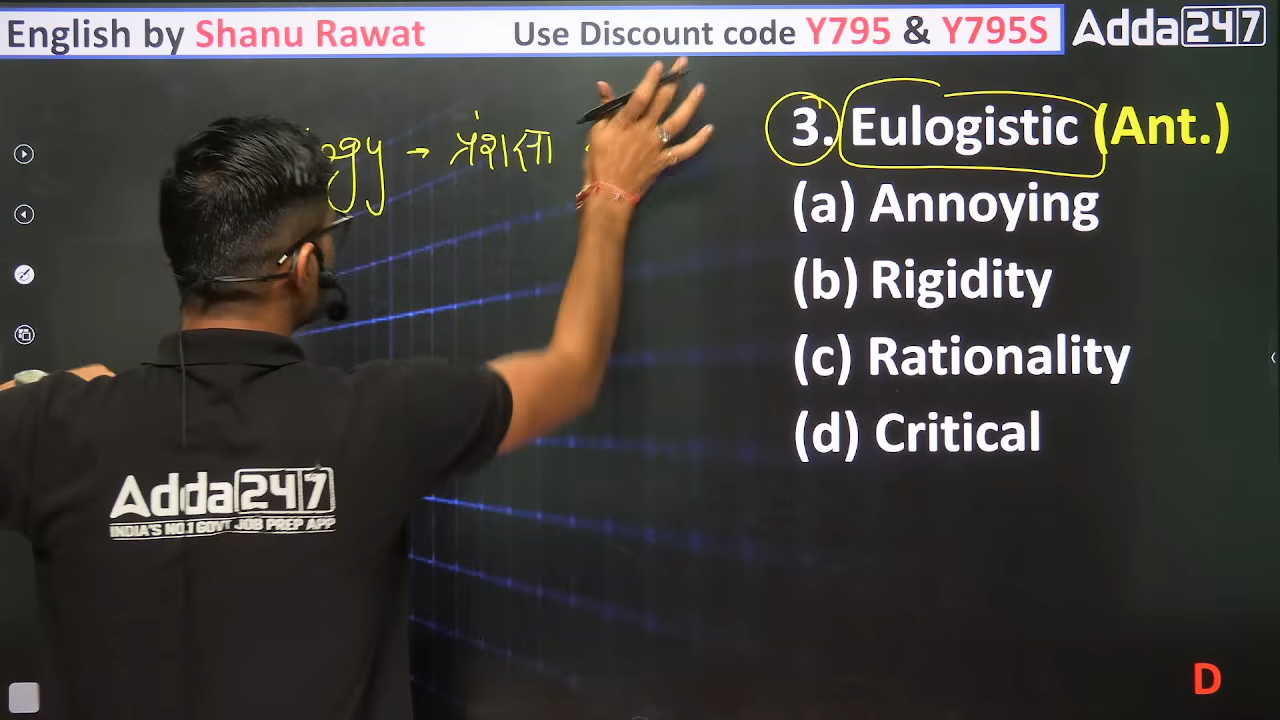 English by Shanu Rawat Use Discount code Y795 & Y795S
Adda247
→ प्रंशसा
3. Eulogistic (Ant.)
(a) Annoying
(b) Rigidity
(c) Rationality
(d) Critical
Adda247
INDIA'S NO.1 GOVT JOB PREP APP
D